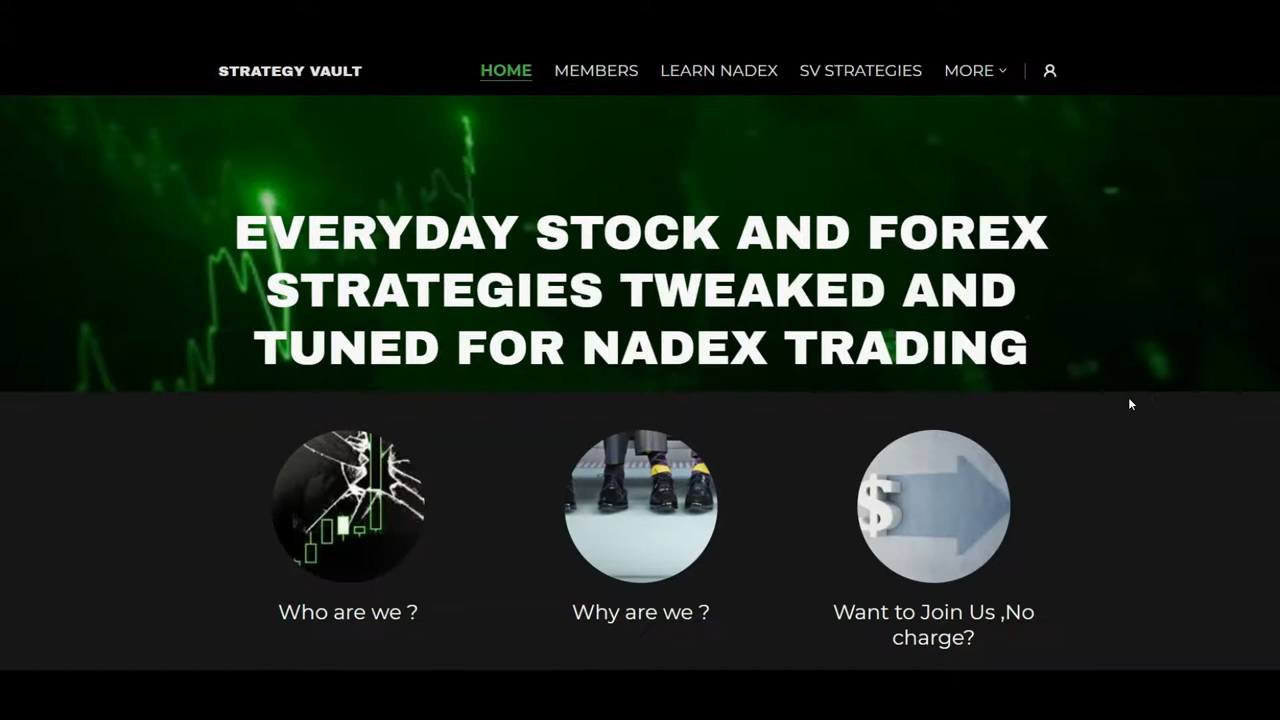 STRATEGY VAULT
HOME
MEMBERS
LEARN NADEX
SV STRATEGIES
MORE
EVERYDAY STOCK AND FOREX
STRATEGIES TWEAKED AND
TUNED FOR NADEX TRADING
$
Who are we ?
Why are we ?
Want to Join Us ,No
charge?